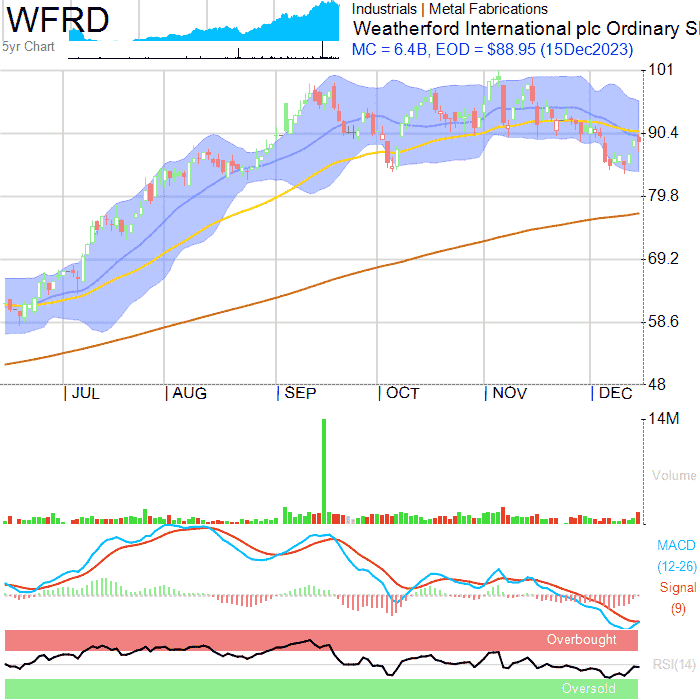 WFRD
5yr Chart
Industrials | Metal Fabrications
Weatherford International plc Ordinary S
MC = 6.4B, EOD = $88.95 (15Dec2023)
101
90.4
79.8
69.2
58.6
48
JUL AUG SEP OCT NOV DEC
14M
Volume
MACD
(12-26)
Signal
(9)
Overbought
RSI(14)
Oversold